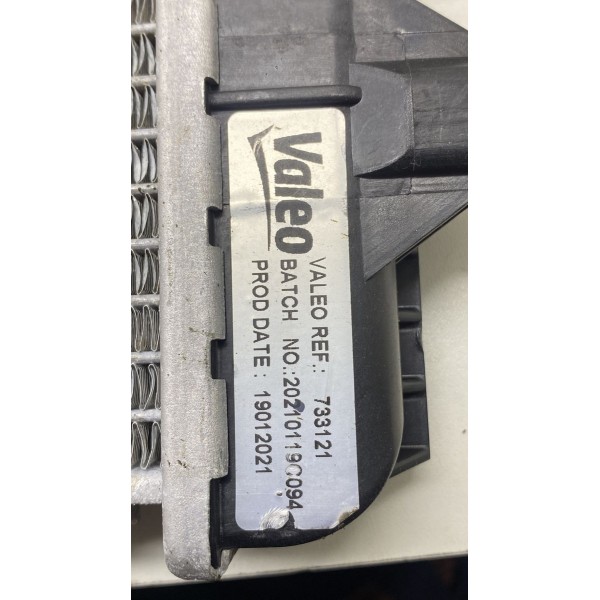 Valeo
VALEO REF.: 733121
BATCH NO.:20210119C094
PROD DATE : 19012021